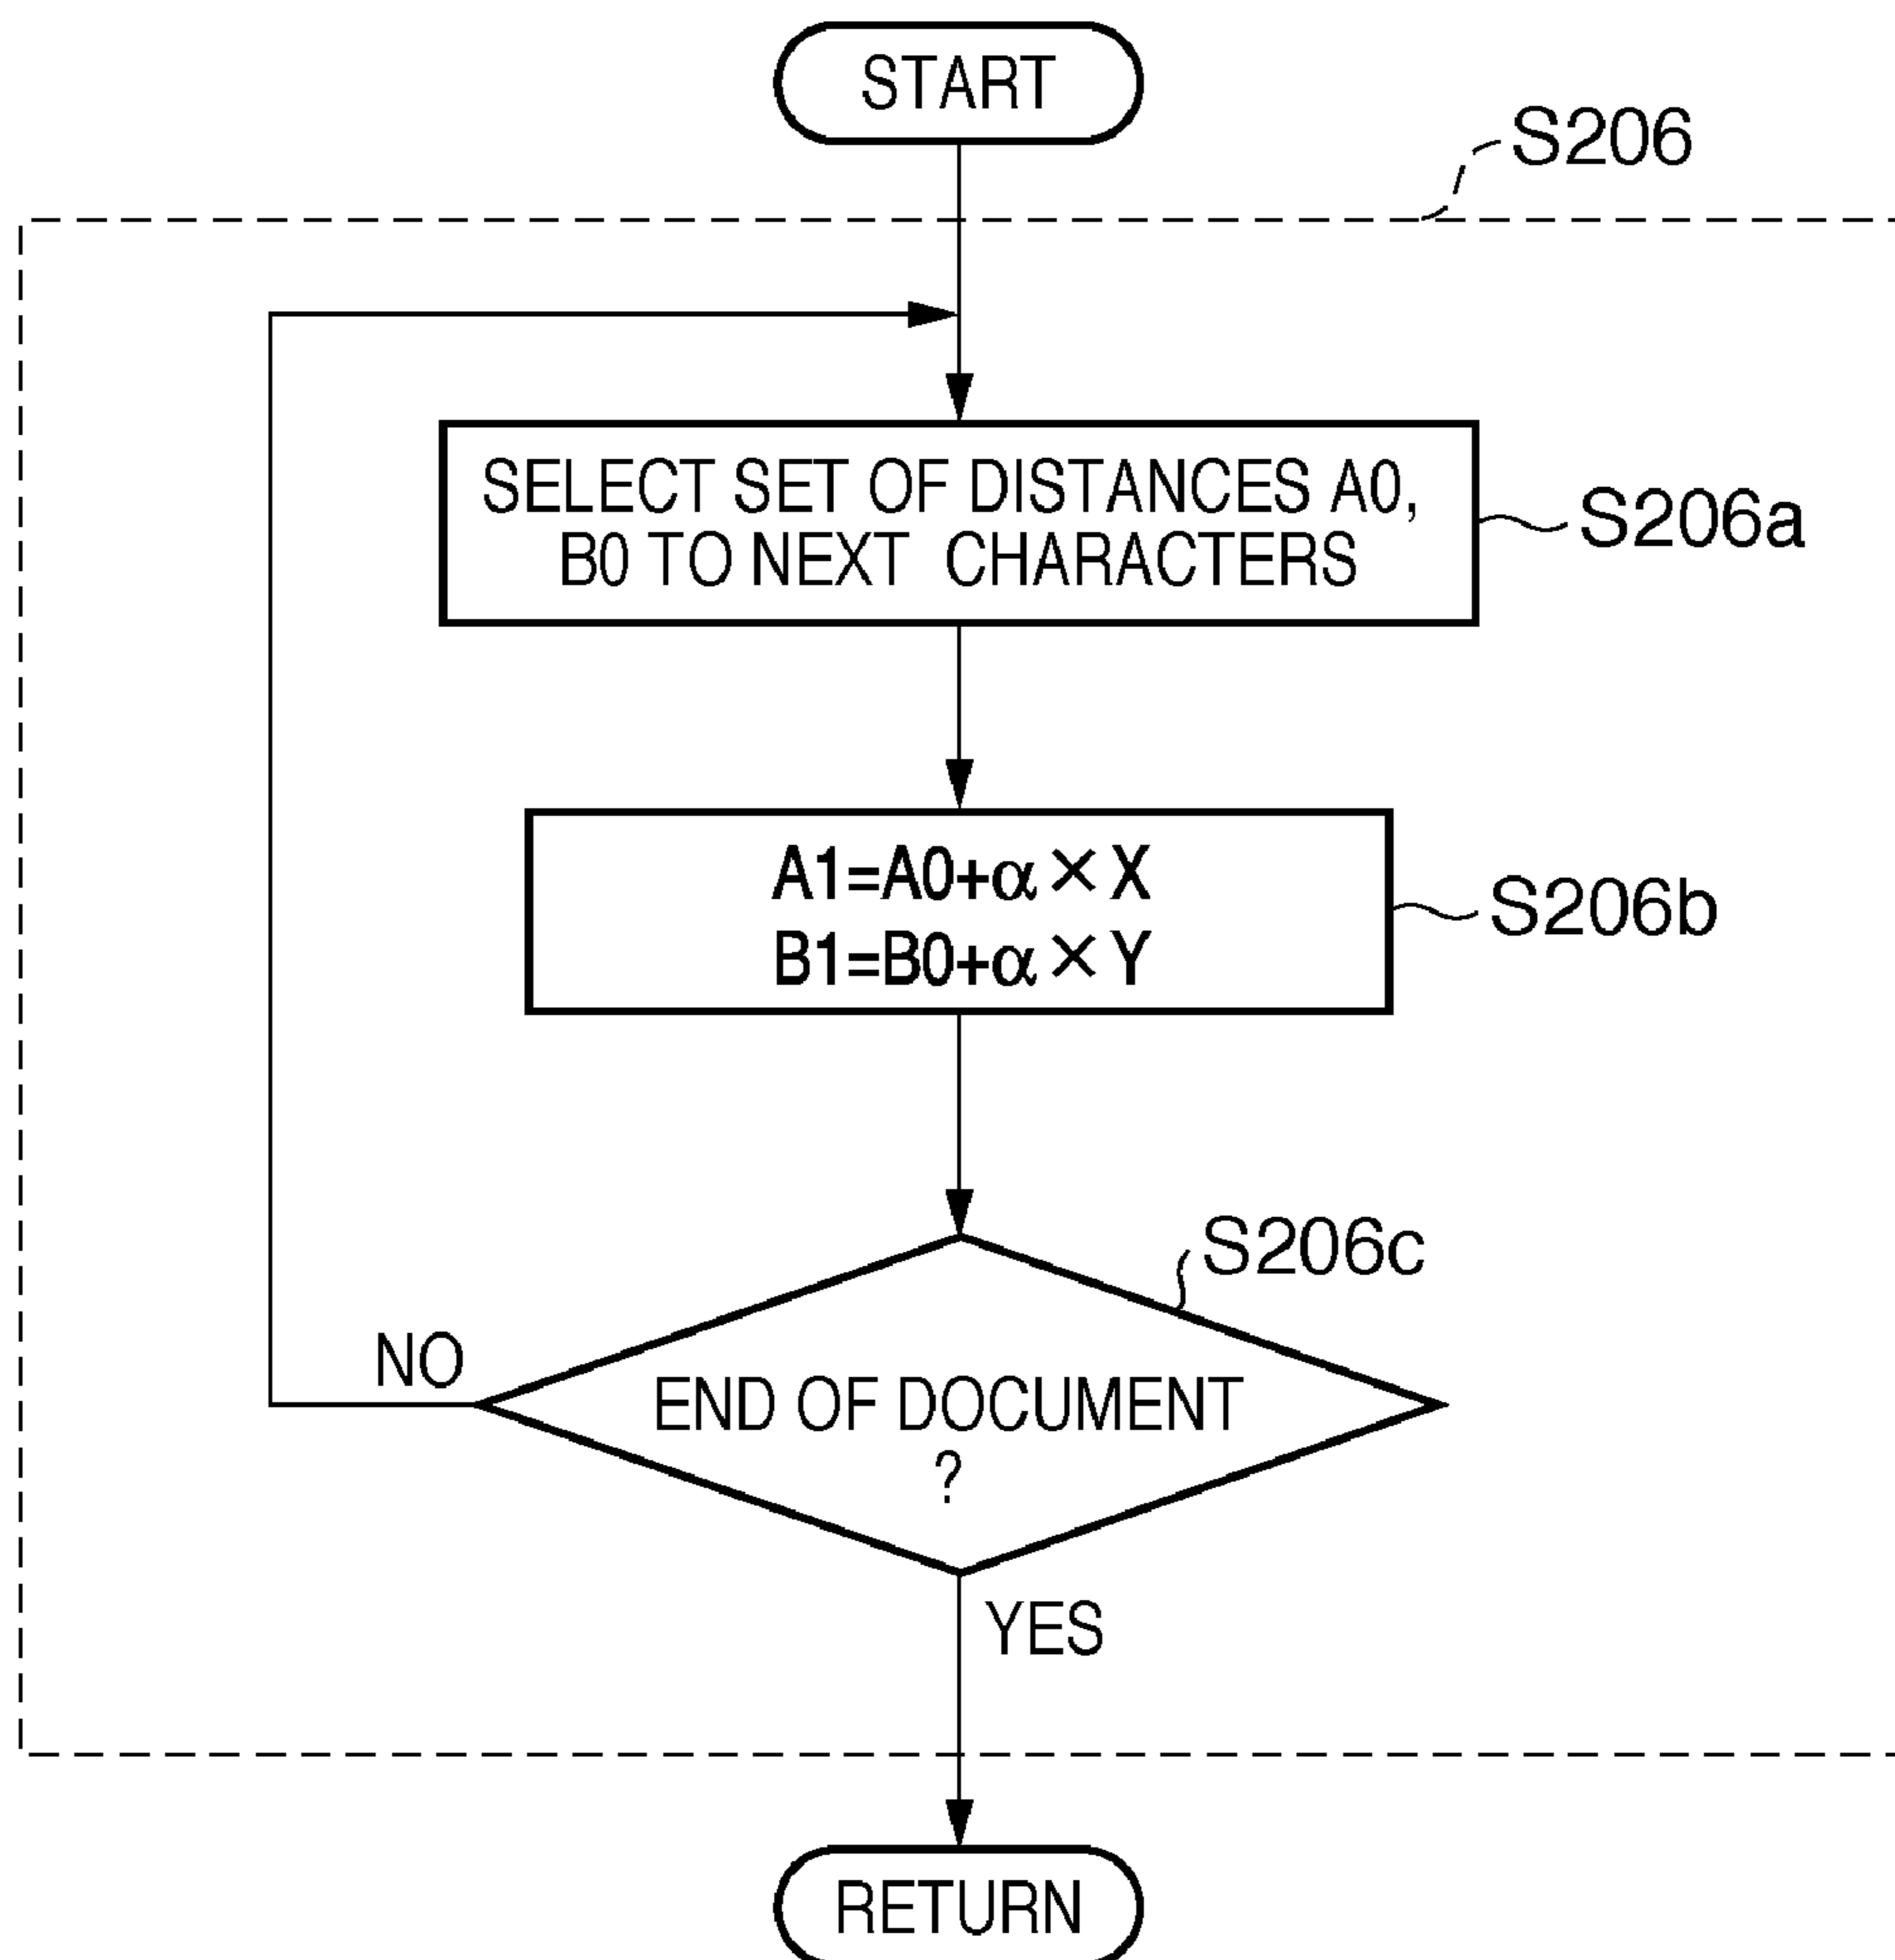 START
S206
SELECT SET OF DISTANCES A0,
B0 TO NEXT CHARACTERS
S206a
A1=A0+α×X
B1=B0+α×Y
S206b
S206c
NO
END OF DOCUMENT
?
YES
RETURN